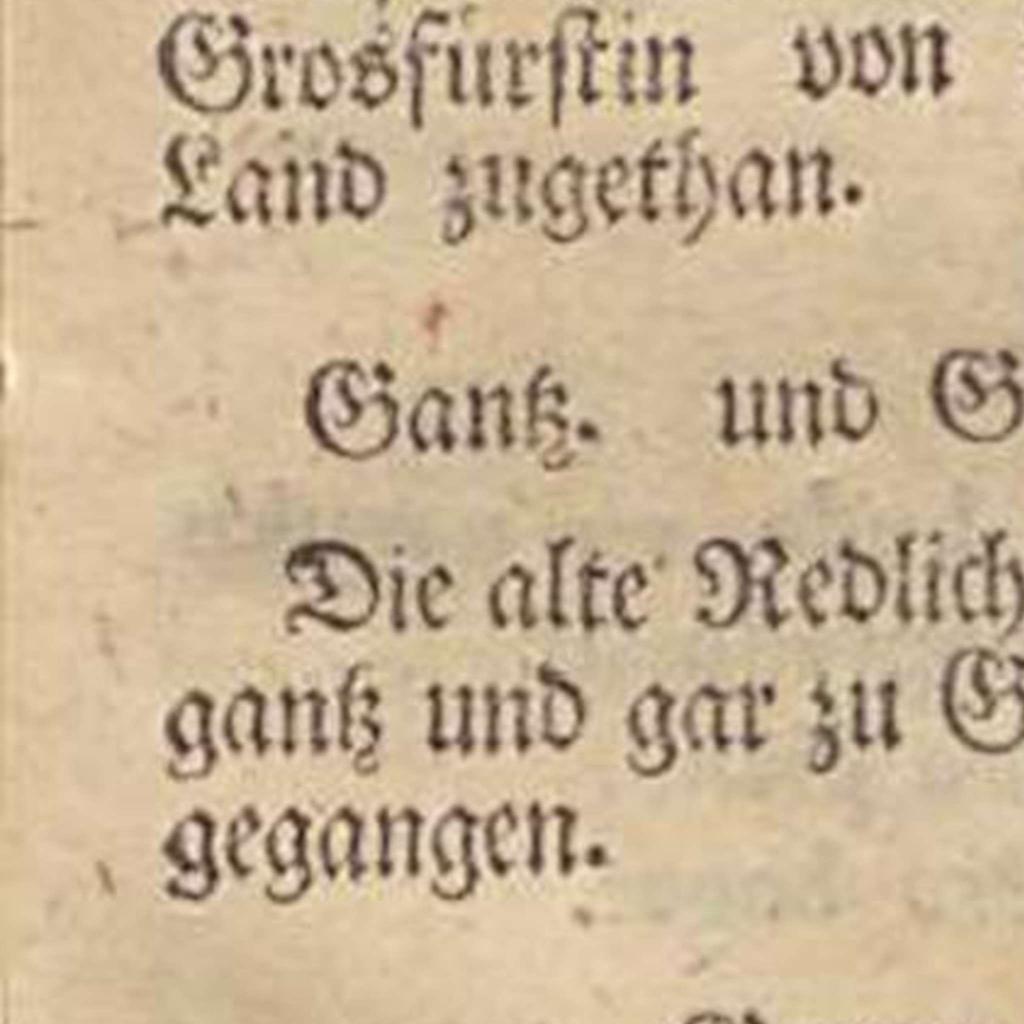 Grosfürstin von
Land zugethan.
Gantz. und G
Die alte Redlich
gantz und gar zu G
gegangen.